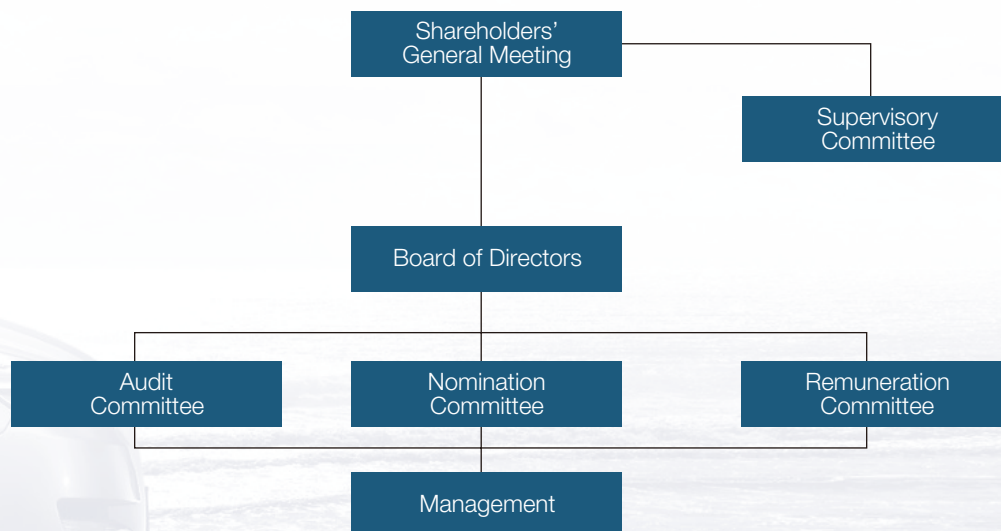 Shareholders’
General Meeting
Supervisory
Committee
Board of Directors
Audit
Committee
Nomination
Committee
Remuneration
Committee
Management